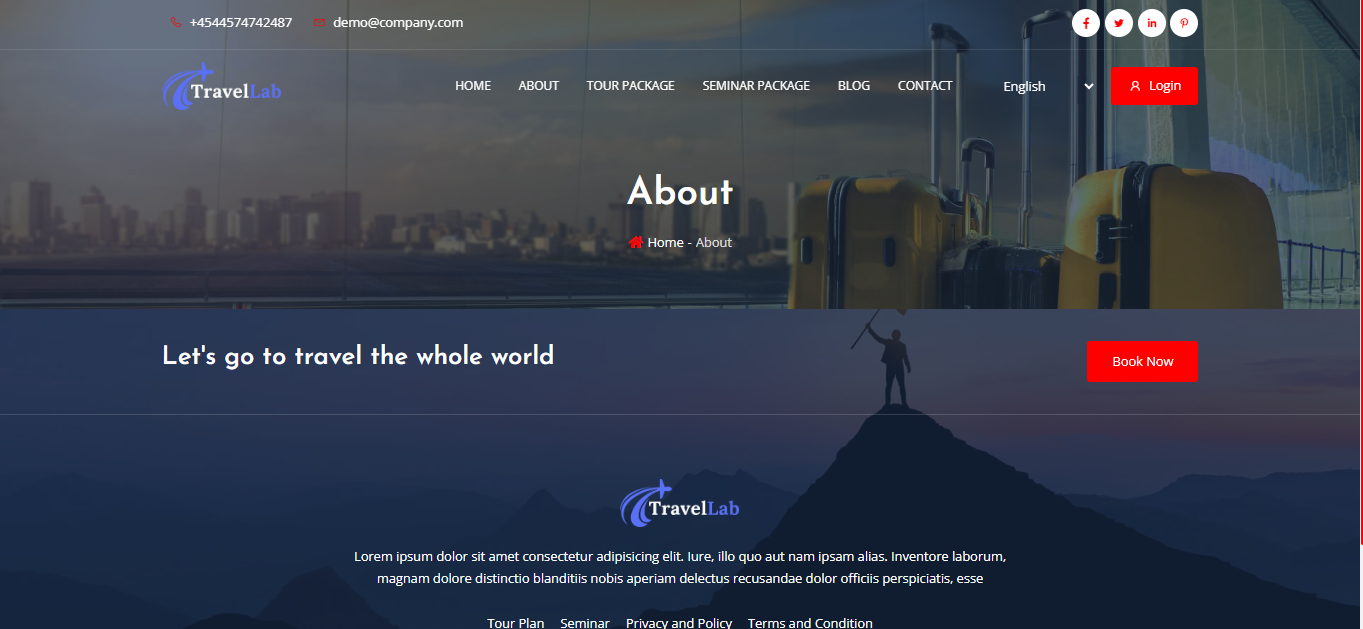 +4544574742487 demo@company.com
TravelLab HOME ABOUT TOUR PACKAGE SEMINAR PACKAGE BLOG CONTACT English Login
About
Home - About
Let's go to travel the whole world Book Now
TravelLab
Lorem ipsum dolor sit amet consectetur adipisicing elit. Iure, illo quo aut nam ipsam alias. Inventore laborum,
magnam dolore distinctio blanditiis nobis aperiam delectus recusandae dolor officiis perspiciatis, esse
Tour Plan Seminar Privacy and Policy Terms and Condition